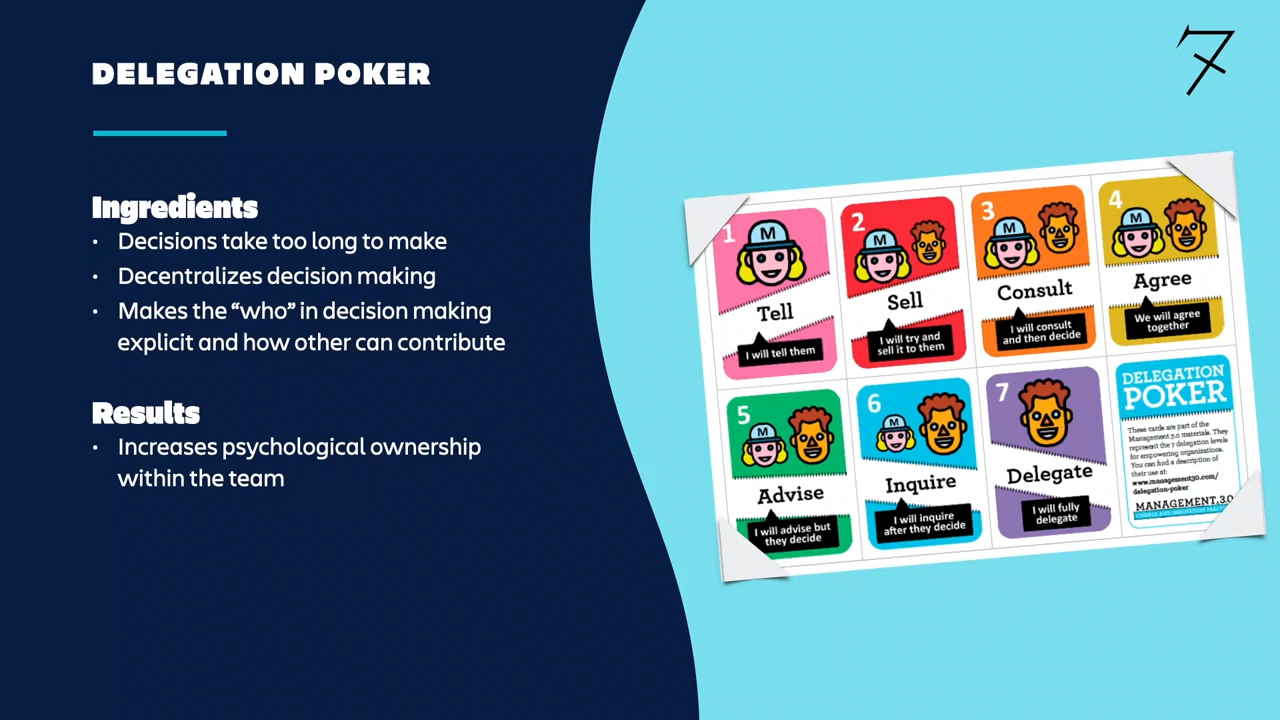 DELEGATION POKER
7
Ingredients
• Decisions take too long to make
• Decentralizes decision making
• Makes the “who” in decision making
explicit and how other can contribute
Results
• Increases psychological ownership
within the team
1
M
Tell
I will tell them
2
M
Sell
I will try and
sell it to them
3
M
Consult
I will consult
and then decide
4
M
Agree
We will agree
together
5
M
Advise
I will advise but
they decide
6
M
Inquire
I will inquire
after they decide
7
Delegate
I will fully
delegate
DELEGATION
POKER
These cards are part of the
Management 3.0 materials. They
represent the 7 delegation levels
for empowering organizations.
You can find a description of
their use at:
www.management30.com/
delegation-poker
MANAGEMENT 3.0
CHANGE AND INNOVATION